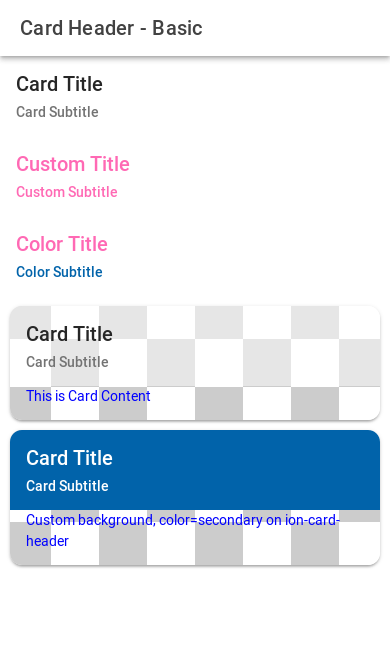 Card Header - Basic
Card Title
Card Subtitle
Custom Title
Custom Subtitle
Color Title
Color Subtitle
Card Title
Card Subtitle
This is Card Content
Card Title
Card Subtitle
Custom background, color=secondary on ion-card-
header